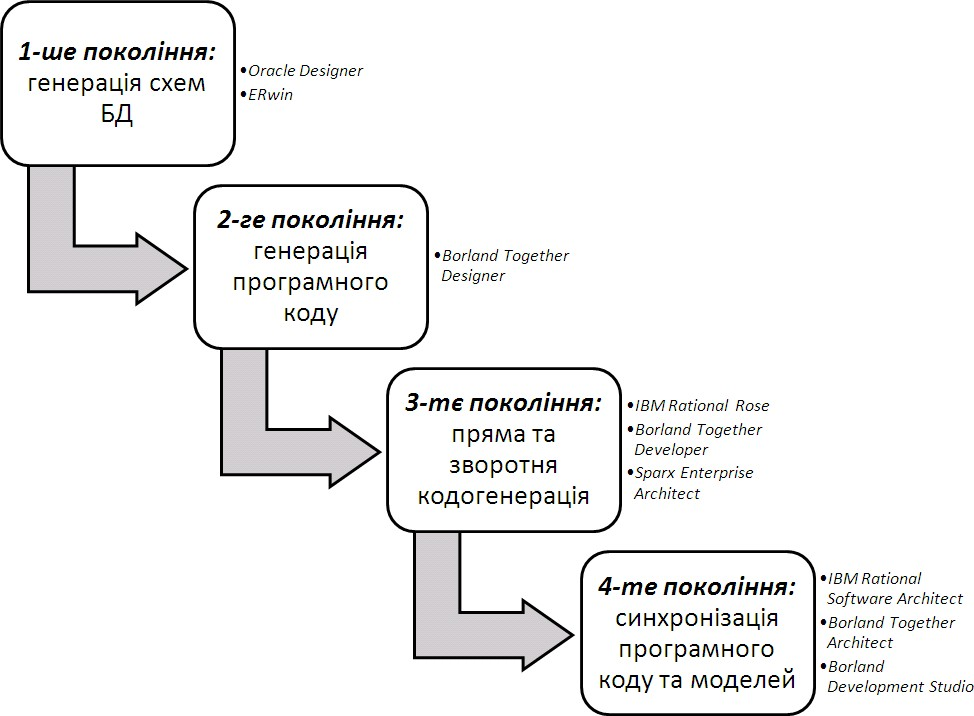 1-ше покоління:
генерація схем
БД
•Oracle Designer
•ERwin
2-ге покоління:
генерація
програмного
коду
•Borland Together
Designer
3-тє покоління:
пряма та
зворотня
кодогенерація
•IBM Rational Rose
•Borland Together
Developer
•Sparx Enterprise
Architect
4-те покоління:
синхронізація
програмного
коду та моделей
•IBM Rational
Software Architect
•Borland Together
Architect
•Borland
Development Studio